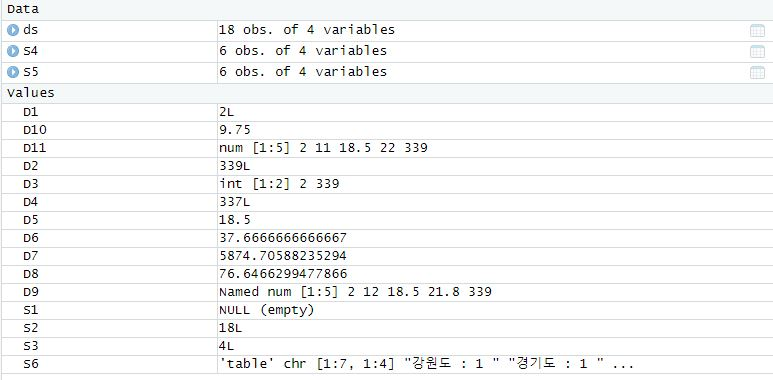 Data
ds 18 obs. of 4 variables
S4 6 obs. of 4 variables
S5 6 obs. of 4 variables
Values
D1 2L
D10 9.75
D11 num [1:5] 2 11 18.5 22 339
D2 339L
D3 int [1:2] 2 339
D4 337L
D5 18.5
D6 37.6666666666667
D7 5874.70588235294
D8 76.6466299477866
D9 Named num [1:5] 2 12 18.5 21.8 339
S1 NULL (empty)
S2 18L
S3 4L
S6 'table' chr [1:7, 1:4] "강원도 : 1 " "경기도 : 1 " ...